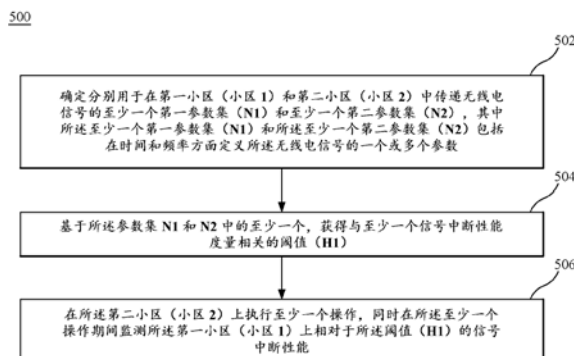 500
502
确定分别用于在第一小区（小区 1）和第二小区（小区 2）中传递无线电
信号的至少一个第一参数集（N1）和至少一个第二参数集（N2），其中
所述至少一个第一参数集（N1）和所述至少一个第二参数集（N2）包括
在时间和频率方面定义所述无线电信号的一个或多个参数
504
基于所述参数集 N1 和 N2 中的至少一个，获得与至少一个信号中断性能
度量相关的阈值（H1）
506
在所述第二小区（小区 2）上执行至少一个操作，同时在所述至少一个
操作期间监测所述第一小区（小区 1）上相对于所述阈值（H1）的信号
中断性能